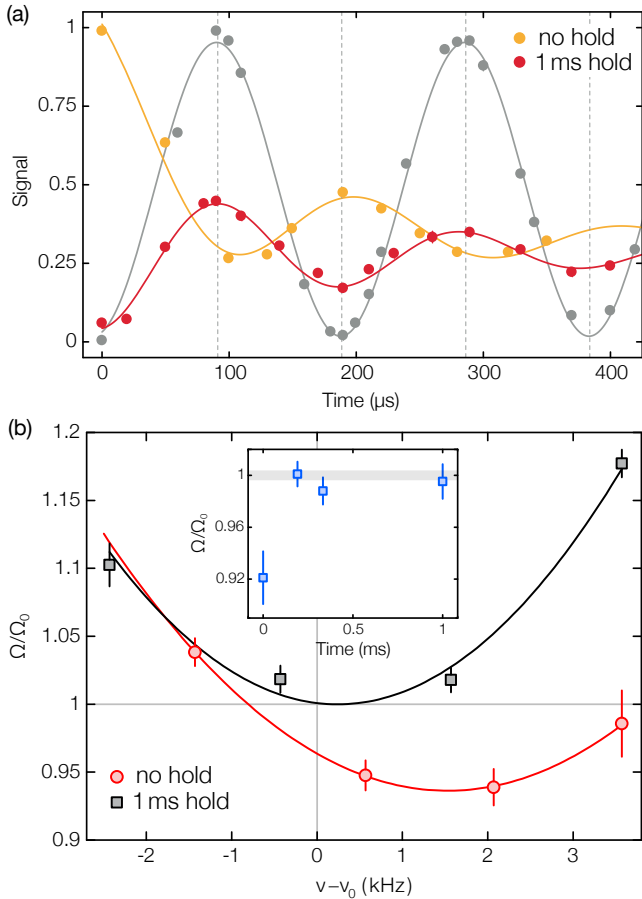 (a)
1
0.75
0.5
0.25
0
Signal
no hold
1 ms hold
0 100 200 300 400
Time (µs)
(b)
1.2
1.15
1.1
1.05
1
0.95
0.9
Ω/Ω₀
1
0.96
0.92
Ω/Ω₀
0 0.5 1
Time (ms)
no hold
1 ms hold
-2 -1 0 1 2 3
ν−ν₀ (kHz)